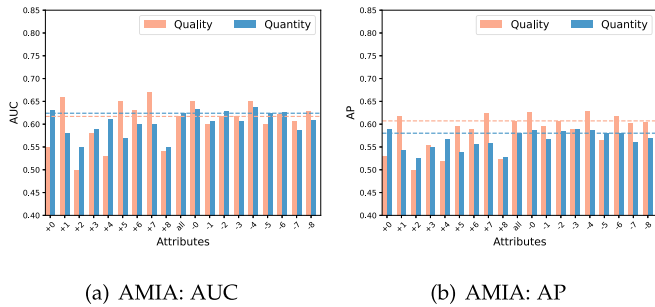 0.85
0.80
0.75
0.70
0.65
0.60
0.55
0.50
0.45
0.40
AUC
Quality Quantity
+0 +1 +2 +3 +4 +5 +6 +7 +8 all -0 -1 -2 -3 -4 -5 -6 -7 -8
Attributes
(a) AMIA: AUC
0.85
0.80
0.75
0.70
0.65
0.60
0.55
0.50
0.45
0.40
AP
Quality Quantity
+0 +1 +2 +3 +4 +5 +6 +7 +8 all -0 -1 -2 -3 -4 -5 -6 -7 -8
Attributes
(b) AMIA: AP